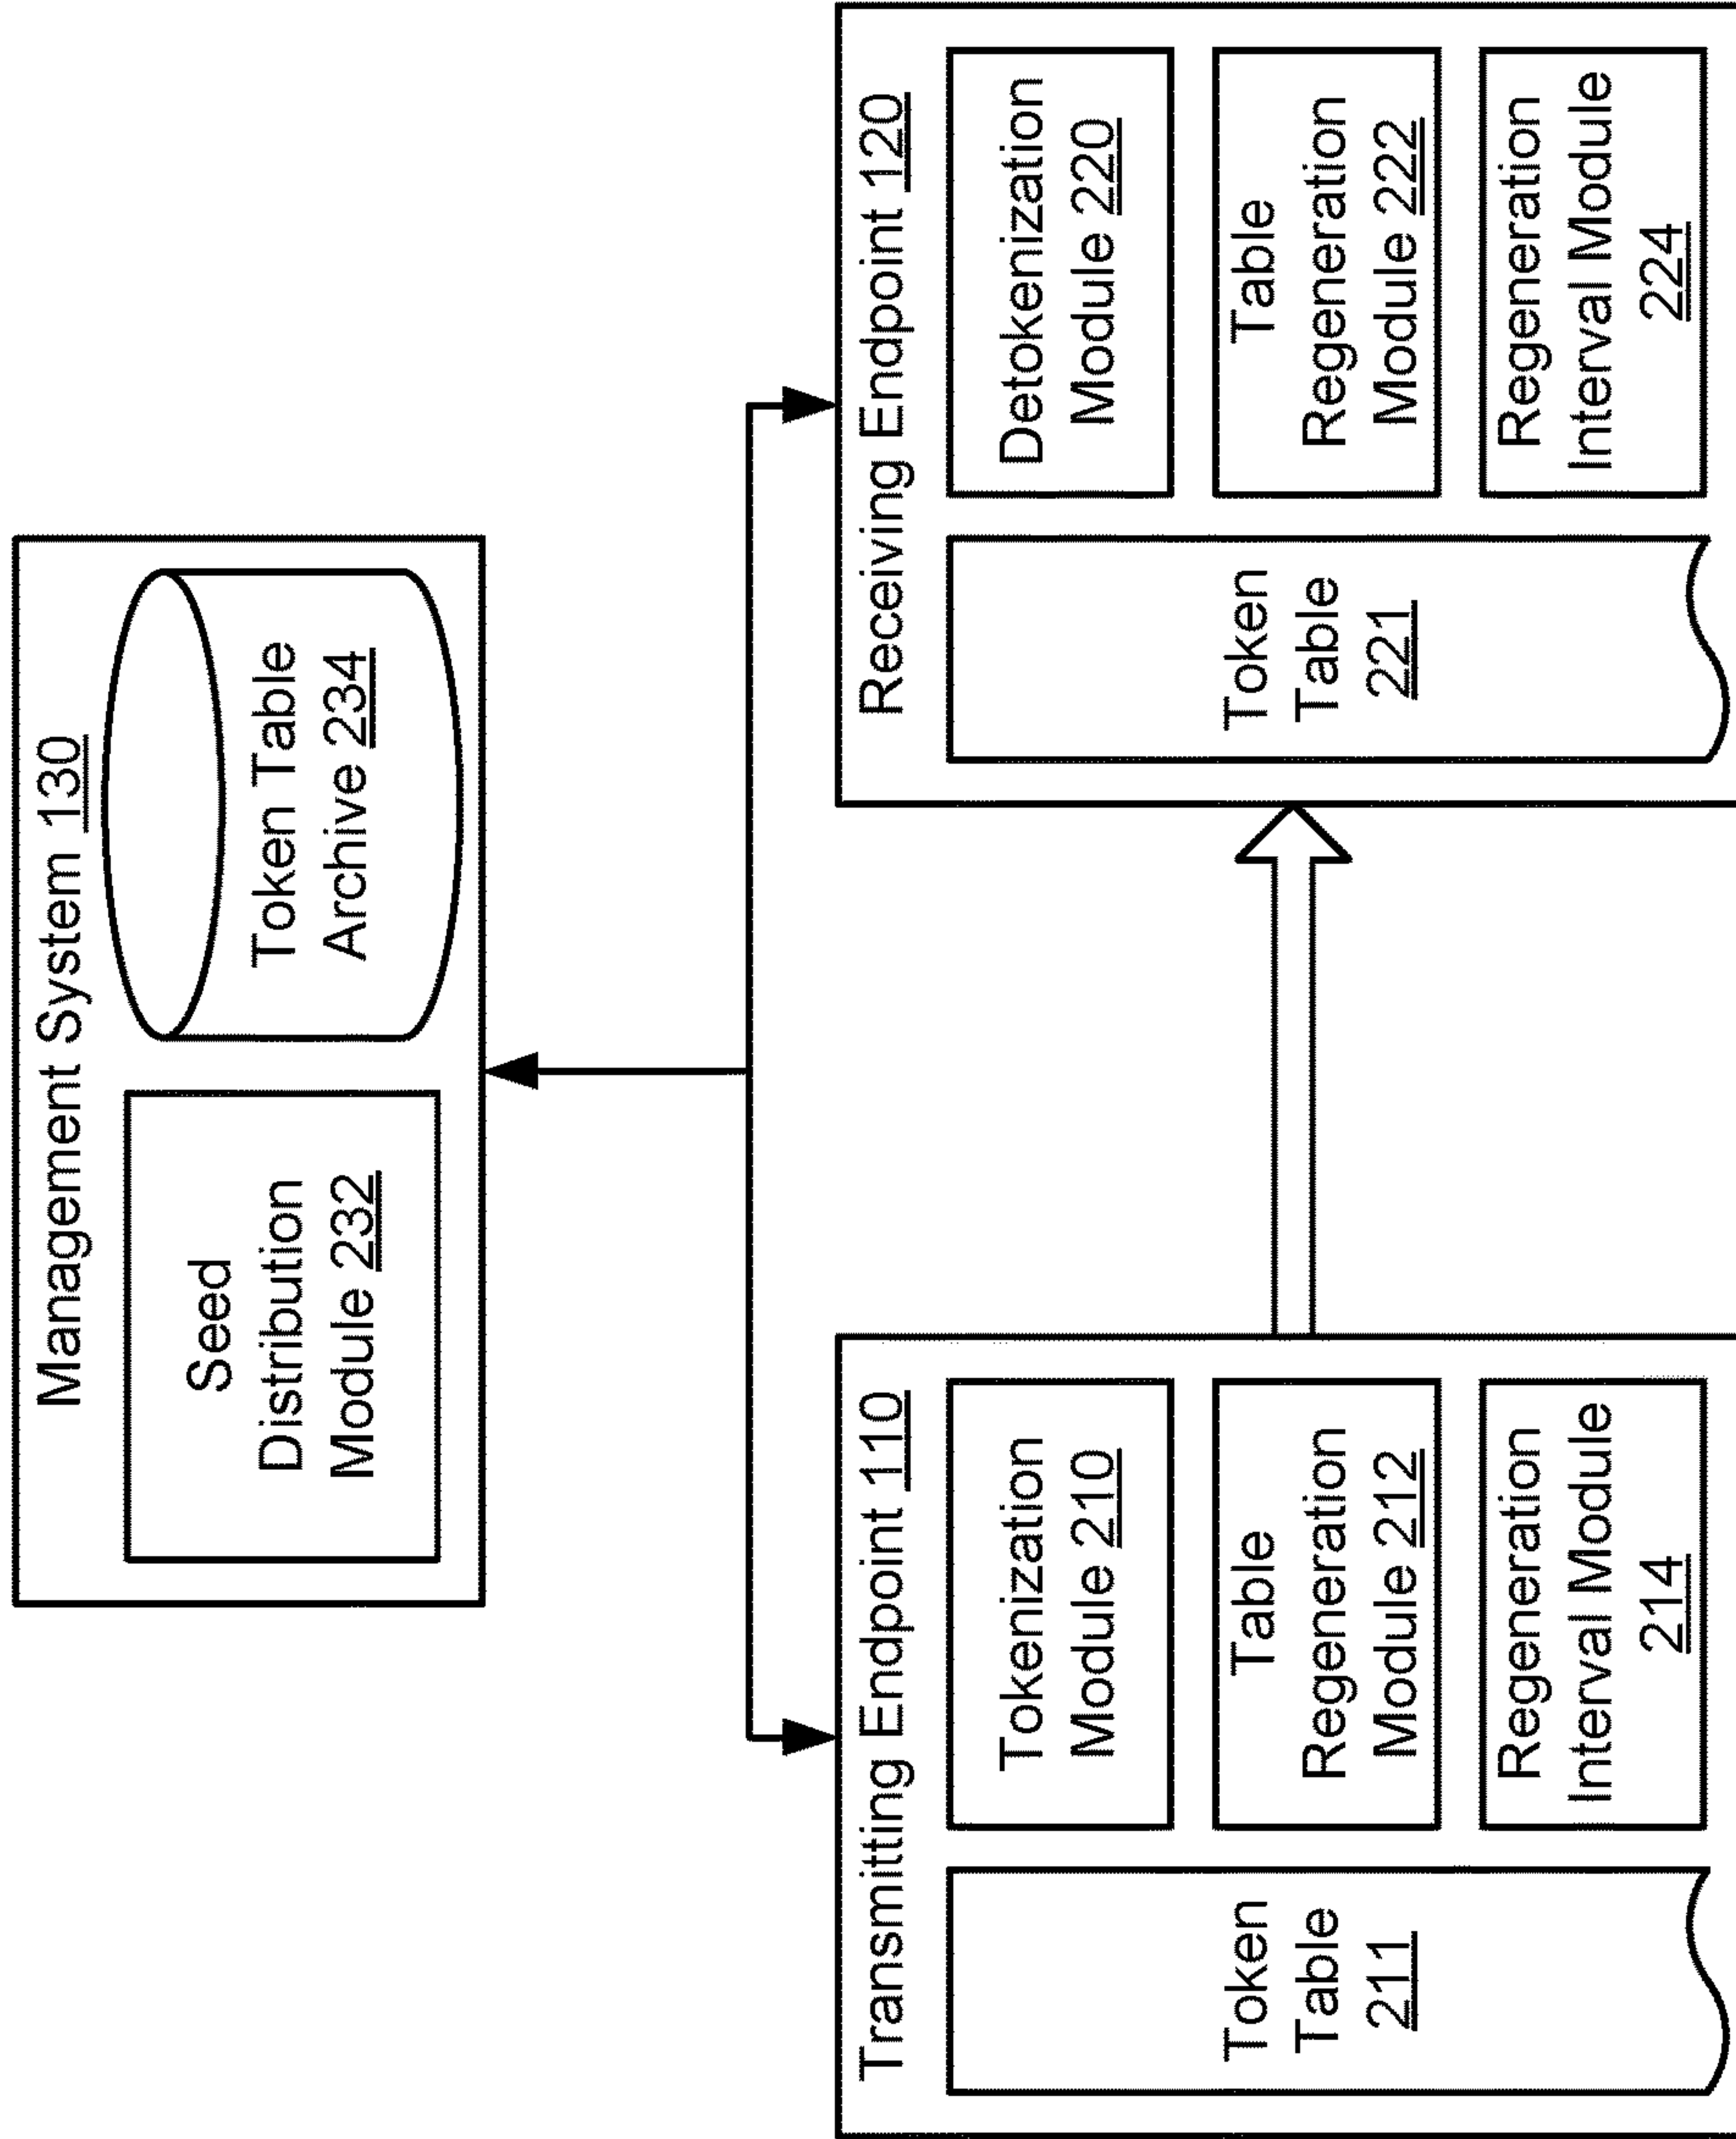 Management System 130
Seed
Distribution
Module 232
Token Table
Archive 234
Transmitting Endpoint 110
Token
Table
211
Tokenization
Module 210
Table
Regeneration
Module 212
Regeneration
Interval Module
214
Receiving Endpoint 120
Token
Table
221
Detokenization
Module 220
Table
Regeneration
Module 222
Regeneration
Interval Module
224